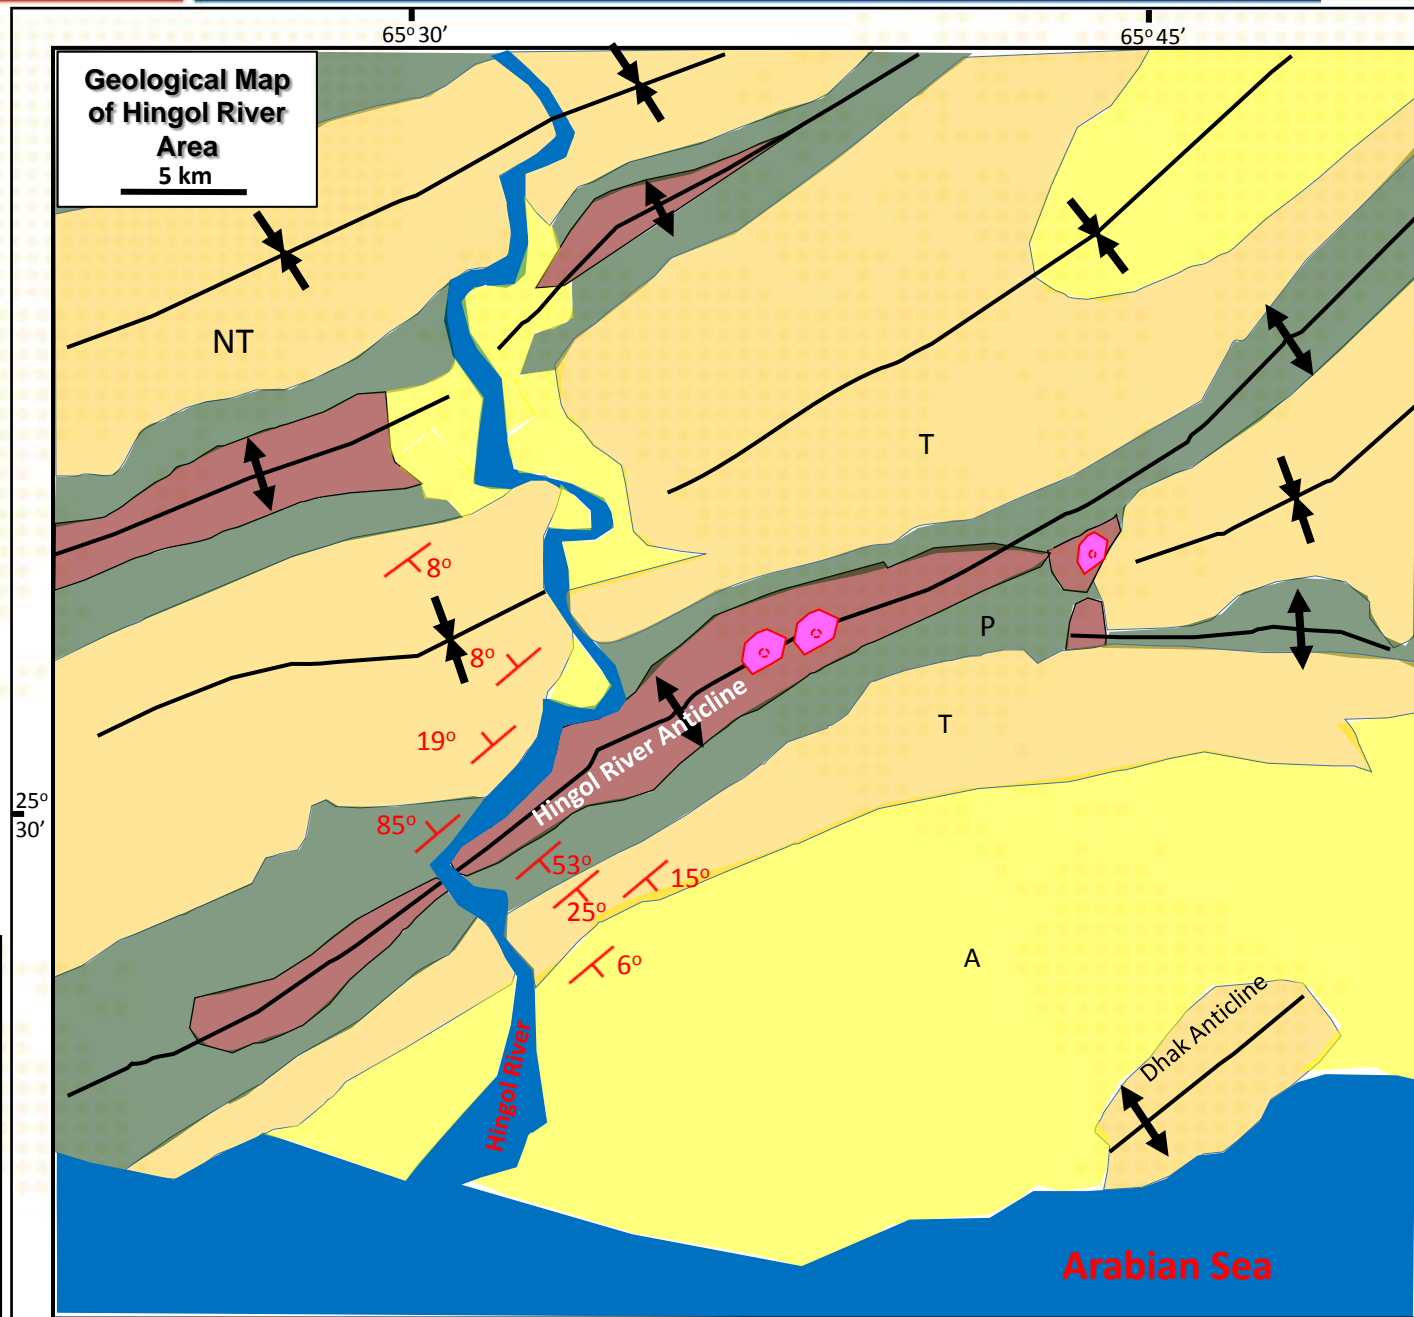 65° 30’
65° 45’
Geological Map
of Hingol River
Area
5 km
NT
T
8°
P
8°
Hingol River Anticline
T
19°
25°
30’
85°
53°
15°
25°
A
6°
Dhak Anticline
Hingol River
Arabian Sea